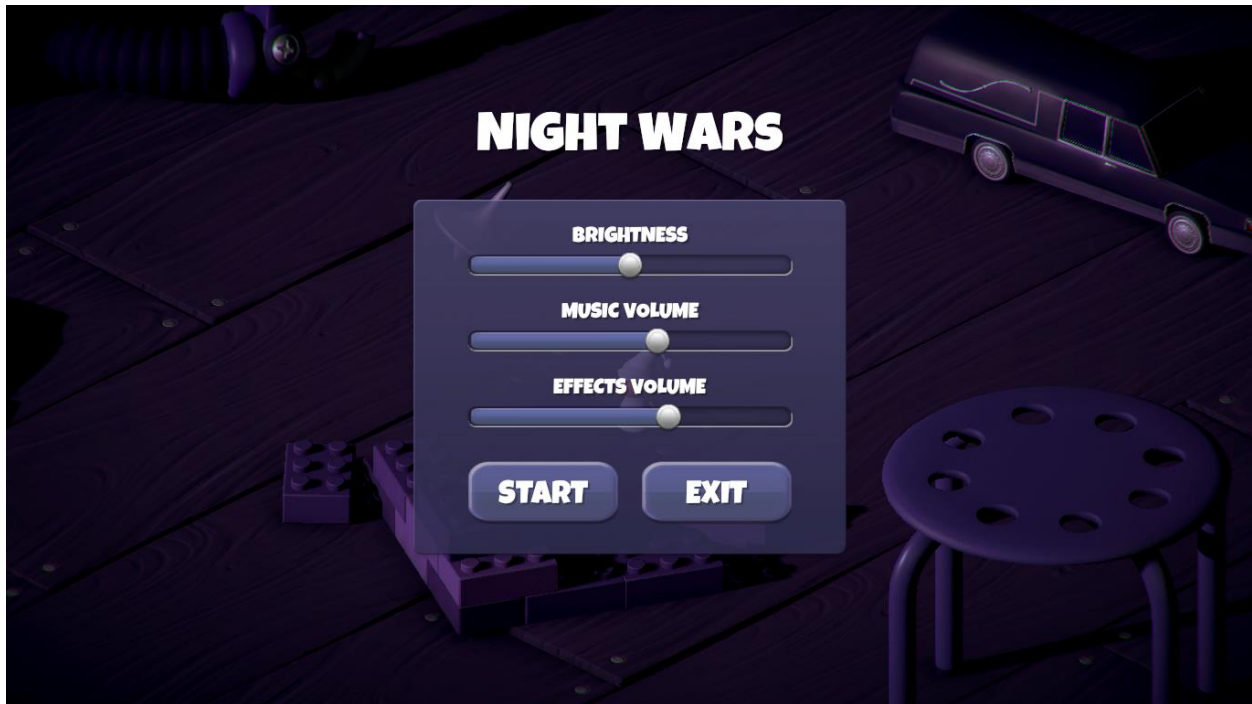 NIGHT WARS
BRIGHTNESS
MUSIC VOLUME
EFFECTS VOLUME
START EXIT